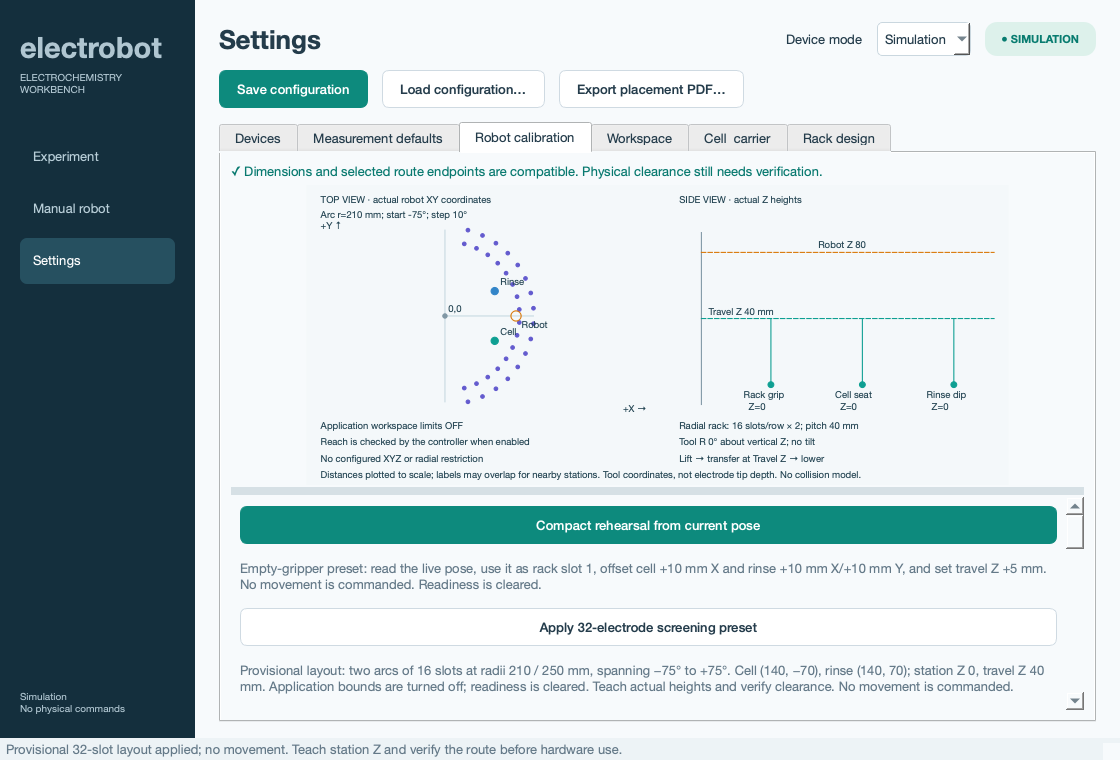 electrobot
ELECTROCHEMISTRY
WORKBENCH
Experiment
Manual robot
Settings
Simulation
No physical commands
Settings
Device mode
Simulation
• SIMULATION
Save configuration
Load configuration...
Export placement PDF...
Devices
Measurement defaults
Robot calibration
Workspace
Cell carrier
Rack design
✓ Dimensions and selected route endpoints are compatible. Physical clearance still needs verification.
TOP VIEW · actual robot XY coordinates
Arc r=210 mm; start -75°; step 10°
+Y ↑
Rinse
0,0
Robot
Cell
+X →
Application workspace limits OFF
Reach is checked by the controller when enabled
No configured XYZ or radial restriction
SIDE VIEW · actual Z heights
Robot Z 80
Travel Z 40 mm
Rack grip
Z=0
Cell seat
Z=0
Rinse dip
Z=0
Radial rack: 16 slots/row × 2; pitch 40 mm
Tool R 0° about vertical Z; no tilt
Lift → transfer at Travel Z → lower
Distances plotted to scale; labels may overlap for nearby stations. Tool coordinates, not electrode tip depth. No collision model.
Compact rehearsal from current pose
Empty-gripper preset: read the live pose, use it as rack slot 1, offset cell +10 mm X and rinse +10 mm X/+10 mm Y, and set travel Z +5 mm.
No movement is commanded. Readiness is cleared.
Apply 32-electrode screening preset
Provisional layout: two arcs of 16 slots at radii 210 / 250 mm, spanning −75° to +75°. Cell (140, −70), rinse (140, 70); station Z 0, travel Z 40
mm. Application bounds are turned off; readiness is cleared. Teach actual heights and verify clearance. No movement is commanded.
Provisional 32-slot layout applied; no movement. Teach station Z and verify the route before hardware use.